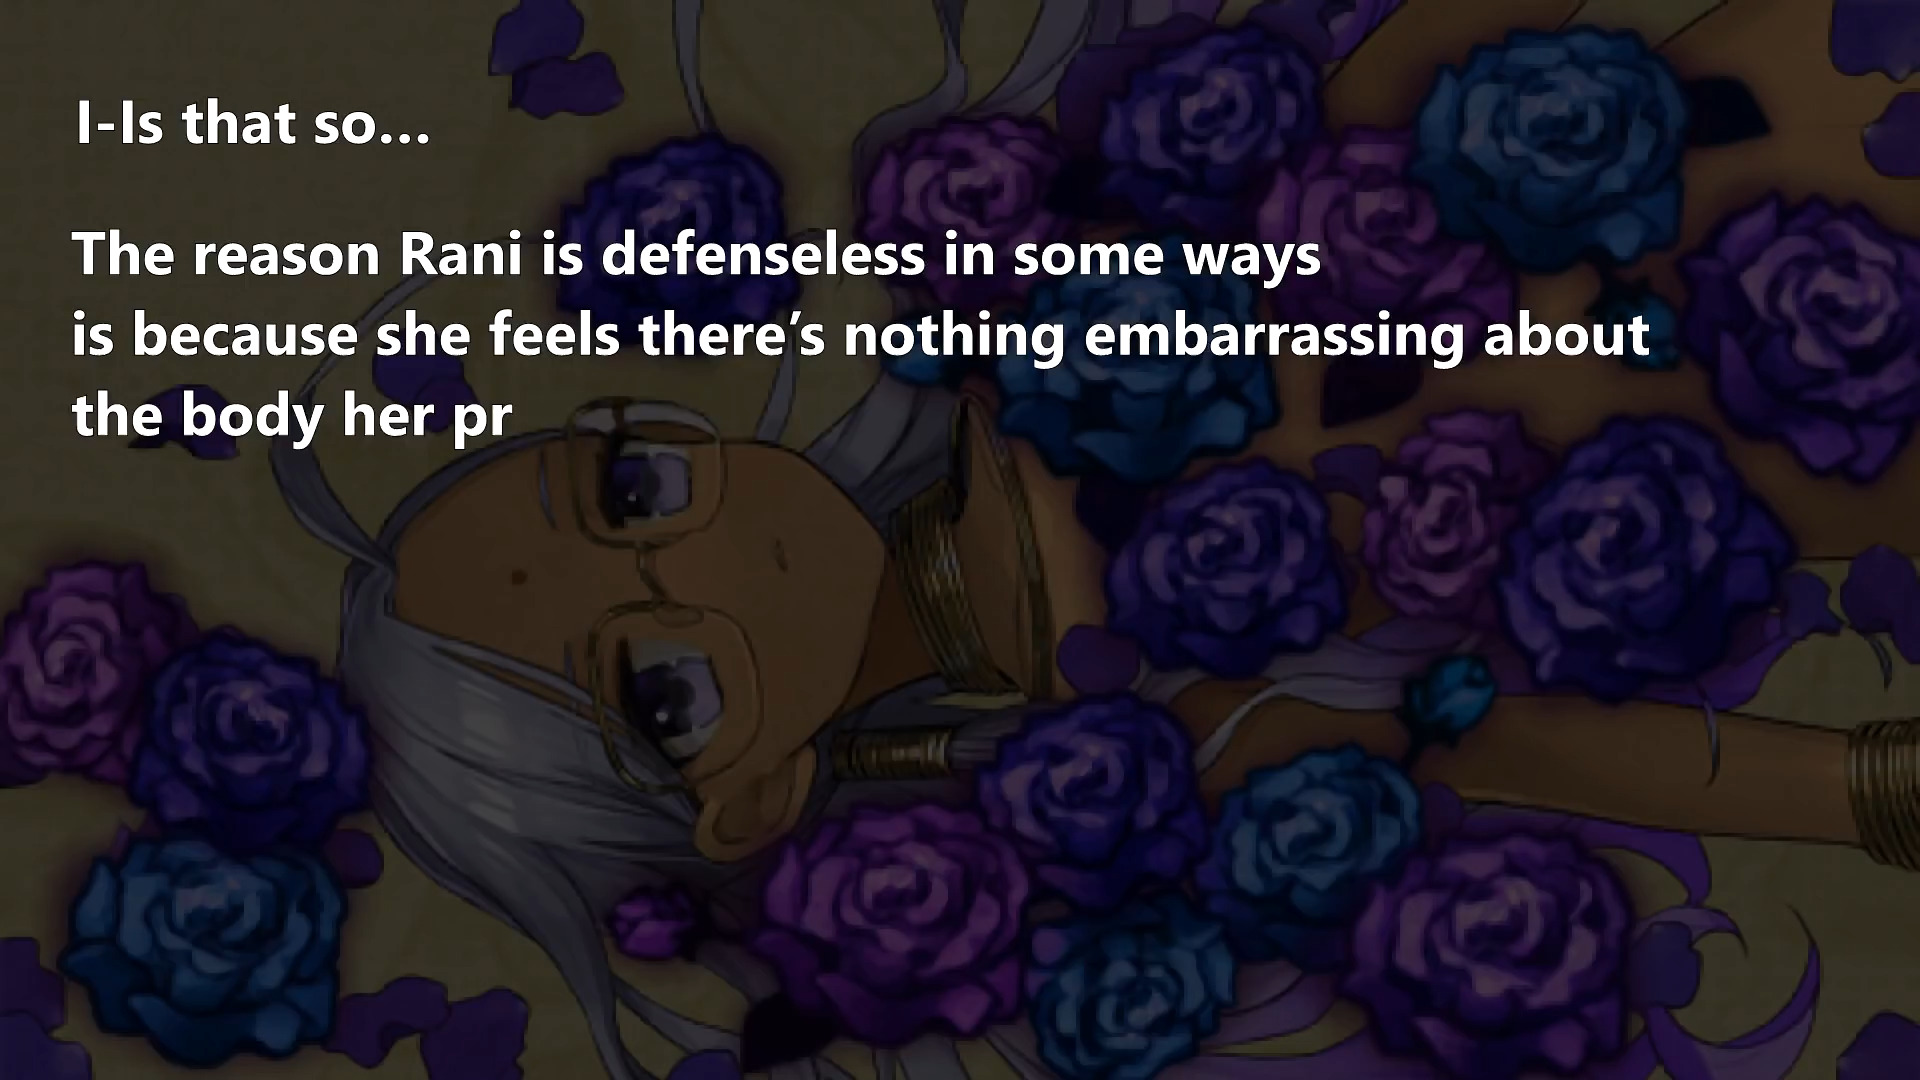 I-Is that so...
The reason Rani is defenseless in some ways
is because she feels there’s nothing embarrassing about
the body her pr